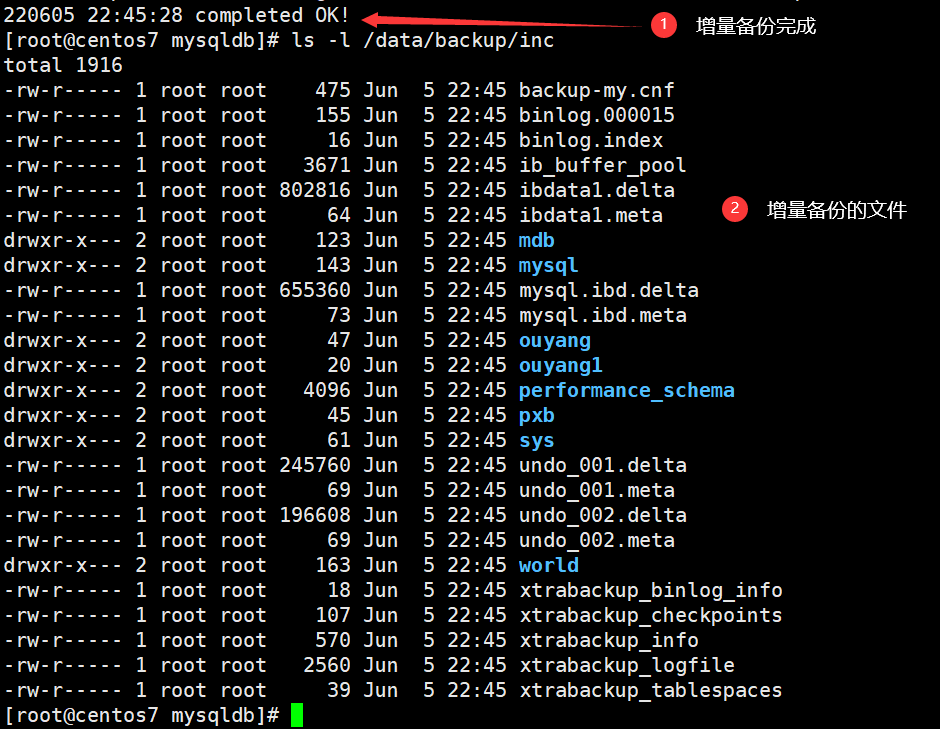 220605 22:45:28 completed OK!
1 增量备份完成
[root@centos7 mysqldb]# ls -l /data/backup/inc
total 1916
-rw-r----- 1 root root    475 Jun  5 22:45 backup-my.cnf
-rw-r----- 1 root root    155 Jun  5 22:45 binlog.000015
-rw-r----- 1 root root     16 Jun  5 22:45 binlog.index
-rw-r----- 1 root root   3671 Jun  5 22:45 ib_buffer_pool
-rw-r----- 1 root root 802816 Jun  5 22:45 ibdata1.delta
-rw-r----- 1 root root     64 Jun  5 22:45 ibdata1.meta
2 增量备份的文件
drwxr-x--- 2 root root    123 Jun  5 22:45 mdb
drwxr-x--- 2 root root    143 Jun  5 22:45 mysql
-rw-r----- 1 root root 655360 Jun  5 22:45 mysql.ibd.delta
-rw-r----- 1 root root     73 Jun  5 22:45 mysql.ibd.meta
drwxr-x--- 2 root root     47 Jun  5 22:45 ouyang
drwxr-x--- 2 root root     20 Jun  5 22:45 ouyang1
drwxr-x--- 2 root root   4096 Jun  5 22:45 performance_schema
drwxr-x--- 2 root root     45 Jun  5 22:45 pxb
drwxr-x--- 2 root root     61 Jun  5 22:45 sys
-rw-r----- 1 root root 245760 Jun  5 22:45 undo_001.delta
-rw-r----- 1 root root     69 Jun  5 22:45 undo_001.meta
-rw-r----- 1 root root 196608 Jun  5 22:45 undo_002.delta
-rw-r----- 1 root root     69 Jun  5 22:45 undo_002.meta
drwxr-x--- 2 root root    163 Jun  5 22:45 world
-rw-r----- 1 root root     18 Jun  5 22:45 xtrabackup_binlog_info
-rw-r----- 1 root root    107 Jun  5 22:45 xtrabackup_checkpoints
-rw-r----- 1 root root    570 Jun  5 22:45 xtrabackup_info
-rw-r----- 1 root root   2560 Jun  5 22:45 xtrabackup_logfile
-rw-r----- 1 root root     39 Jun  5 22:45 xtrabackup_tablespaces
[root@centos7 mysqldb]#